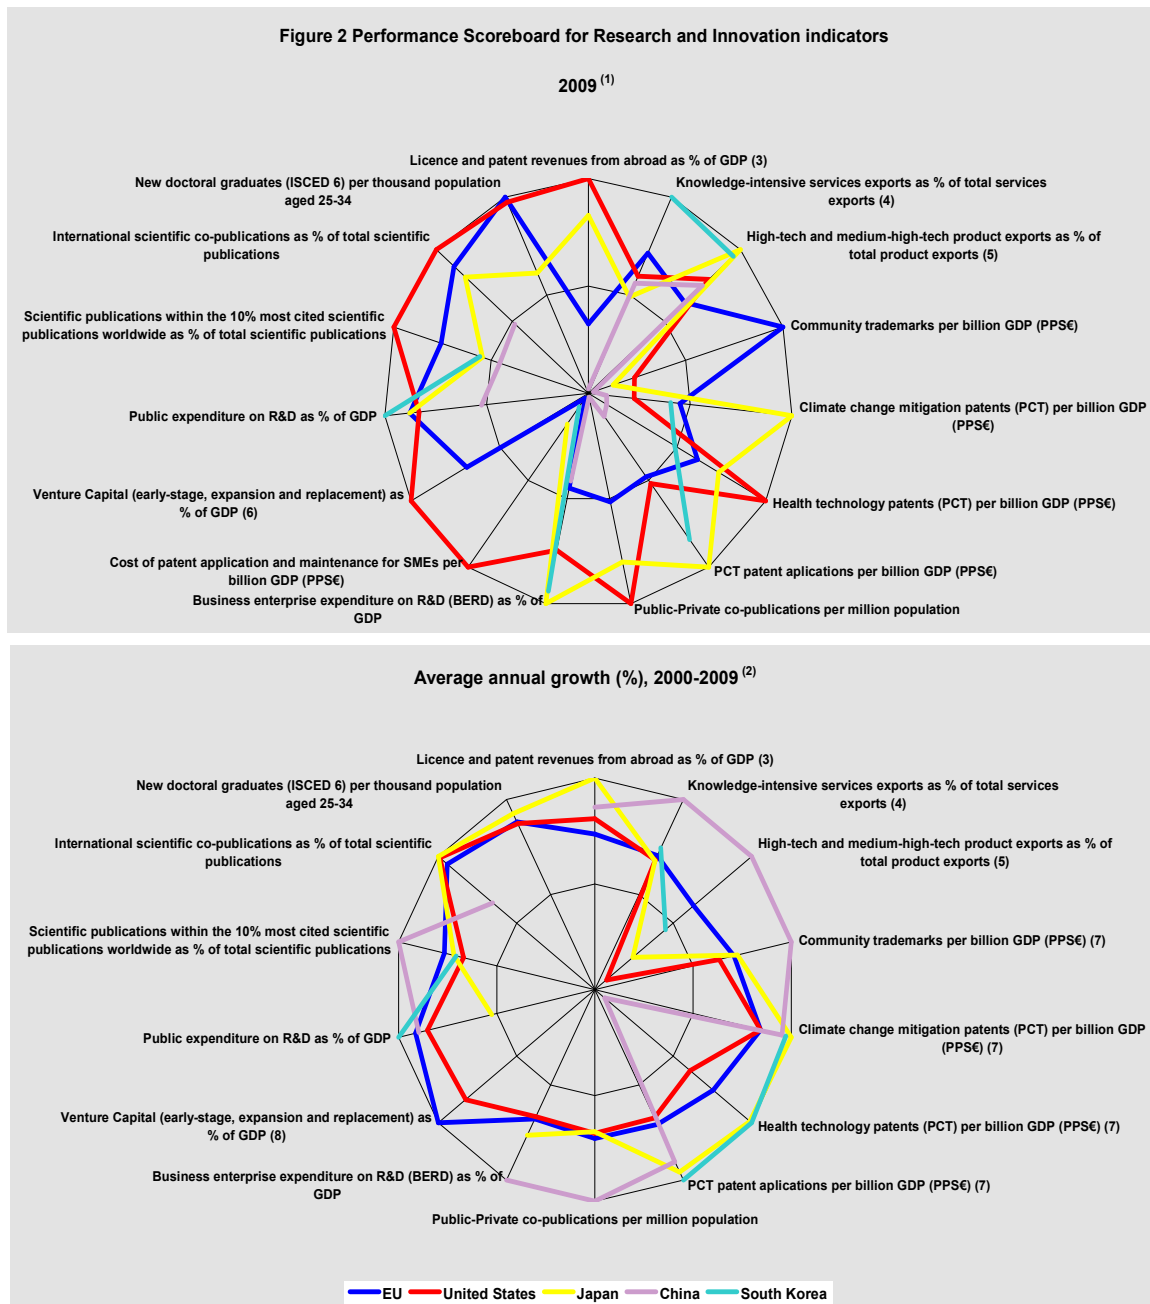 Figure 2 Performance Scoreboard for Research and Innovation indicators
2009 (1)
Licence and patent revenues from abroad as % of GDP (3)
Knowledge-intensive services exports as % of total services
exports (4)
High-tech and medium-high-tech product exports as % of
total product exports (5)
Community trademarks per billion GDP (PPS€)
Climate change mitigation patents (PCT) per billion GDP
(PPS€)
Health technology patents (PCT) per billion GDP (PPS€)
PCT patent aplications per billion GDP (PPS€)
Public-Private co-publications per million population
Business enterprise expenditure on R&D (BERD) as % of
GDP
Cost of patent application and maintenance for SMEs per
billion GDP (PPS€)
Venture Capital (early-stage, expansion and replacement) as
% of GDP (6)
Public expenditure on R&D as % of GDP
Scientific publications within the 10% most cited scientific
publications worldwide as % of total scientific publications
International scientific co-publications as % of total scientific
publications
New doctoral graduates (ISCED 6) per thousand population
aged 25-34
Average annual growth (%), 2000-2009 (2)
Licence and patent revenues from abroad as % of GDP (3)
Knowledge-intensive services exports as % of total services
exports (4)
High-tech and medium-high-tech product exports as % of
total product exports (5)
Community trademarks per billion GDP (PPS€) (7)
Climate change mitigation patents (PCT) per billion GDP
(PPS€) (7)
Health technology patents (PCT) per billion GDP (PPS€) (7)
PCT patent aplications per billion GDP (PPS€) (7)
Public-Private co-publications per million population
Business enterprise expenditure on R&D (BERD) as % of
GDP
Venture Capital (early-stage, expansion and replacement) as
% of GDP (8)
Public expenditure on R&D as % of GDP
Scientific publications within the 10% most cited scientific
publications worldwide as % of total scientific publications
International scientific co-publications as % of total scientific
publications
New doctoral graduates (ISCED 6) per thousand population
aged 25-34
EU United States Japan China South Korea